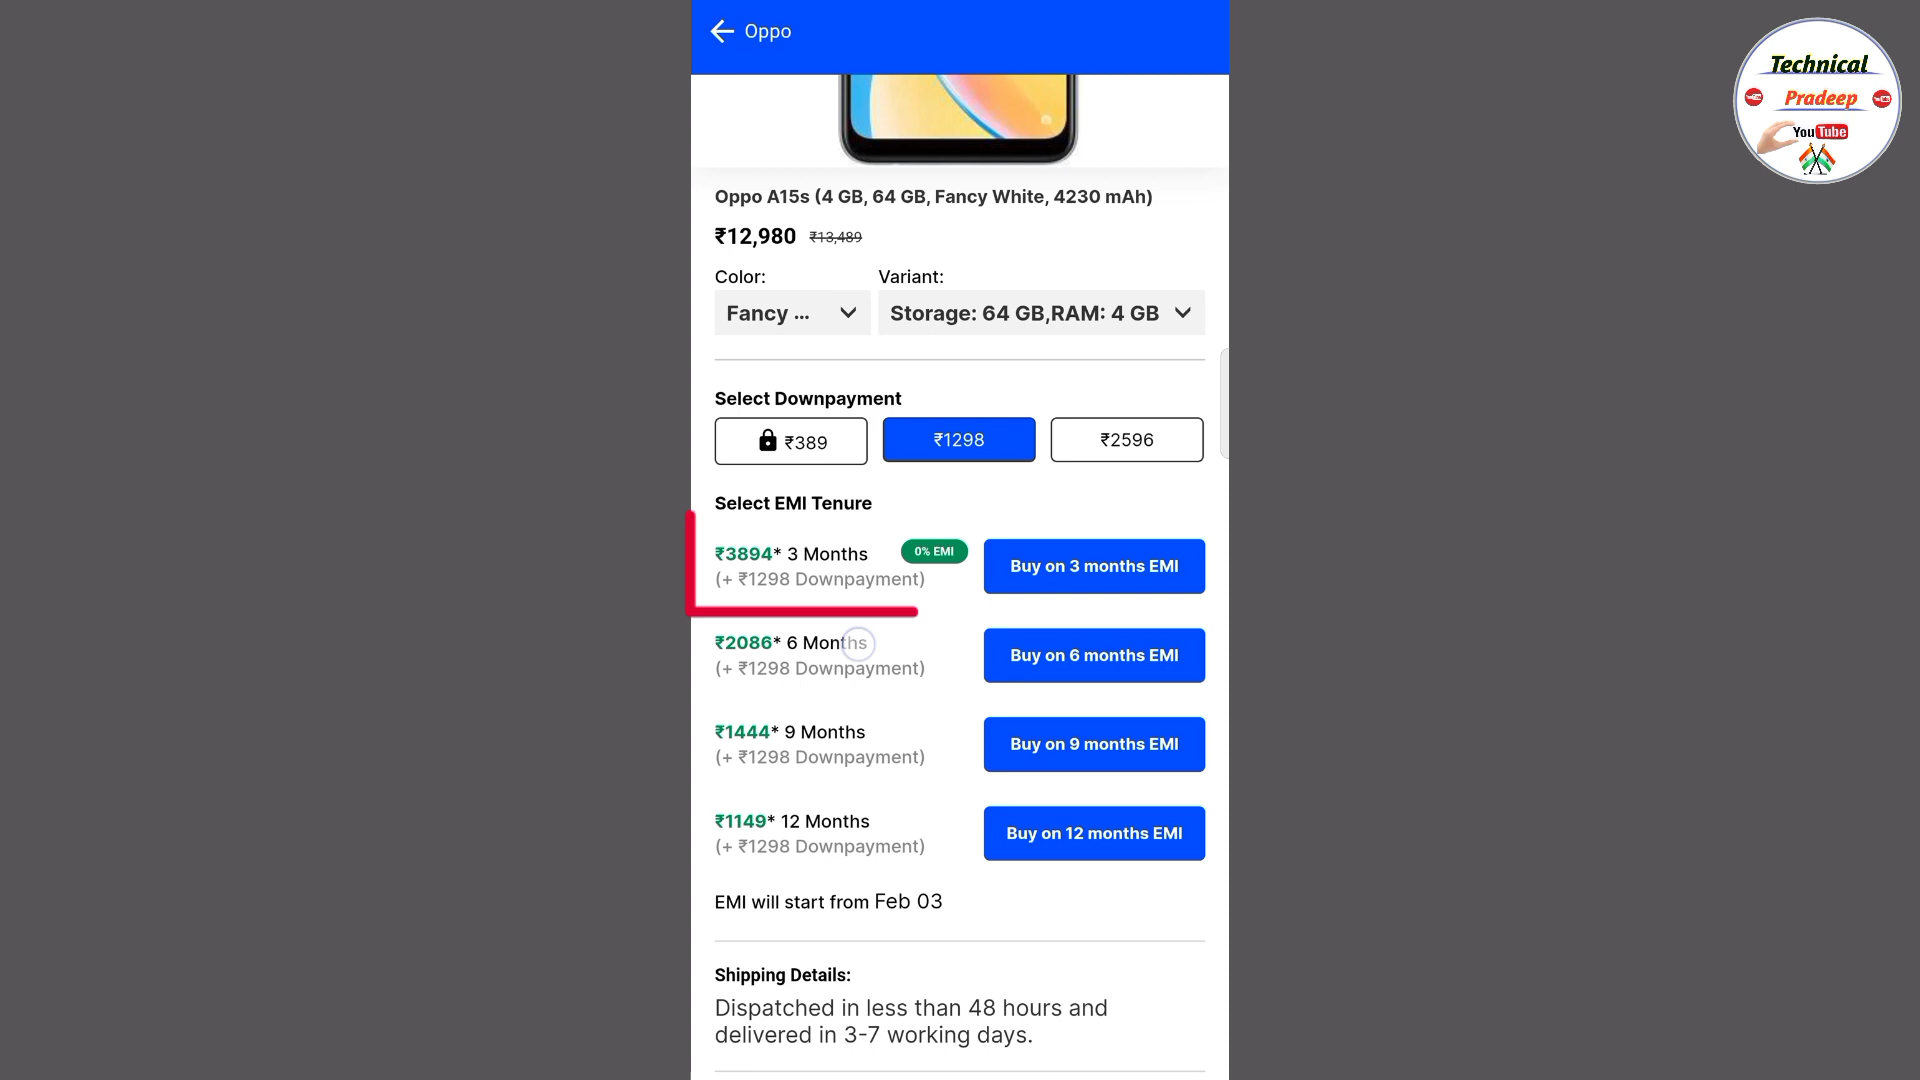 Oppo
Technical
Pradeep
YouTube
Oppo A15s (4 GB, 64 GB, Fancy White, 4230 mAh)
₹12,980 ₹13,489
Color: Variant:
Fancy ... Storage: 64 GB,RAM: 4 GB
Select Downpayment
₹389 ₹1298 ₹2596
Select EMI Tenure
₹3894* 3 Months 0% EMI
(+ ₹1298 Downpayment)
Buy on 3 months EMI
₹2086* 6 Months
(+ ₹1298 Downpayment)
Buy on 6 months EMI
₹1444* 9 Months
(+ ₹1298 Downpayment)
Buy on 9 months EMI
₹1149* 12 Months
(+ ₹1298 Downpayment)
Buy on 12 months EMI
EMI will start from Feb 03
Shipping Details:
Dispatched in less than 48 hours and
delivered in 3-7 working days.